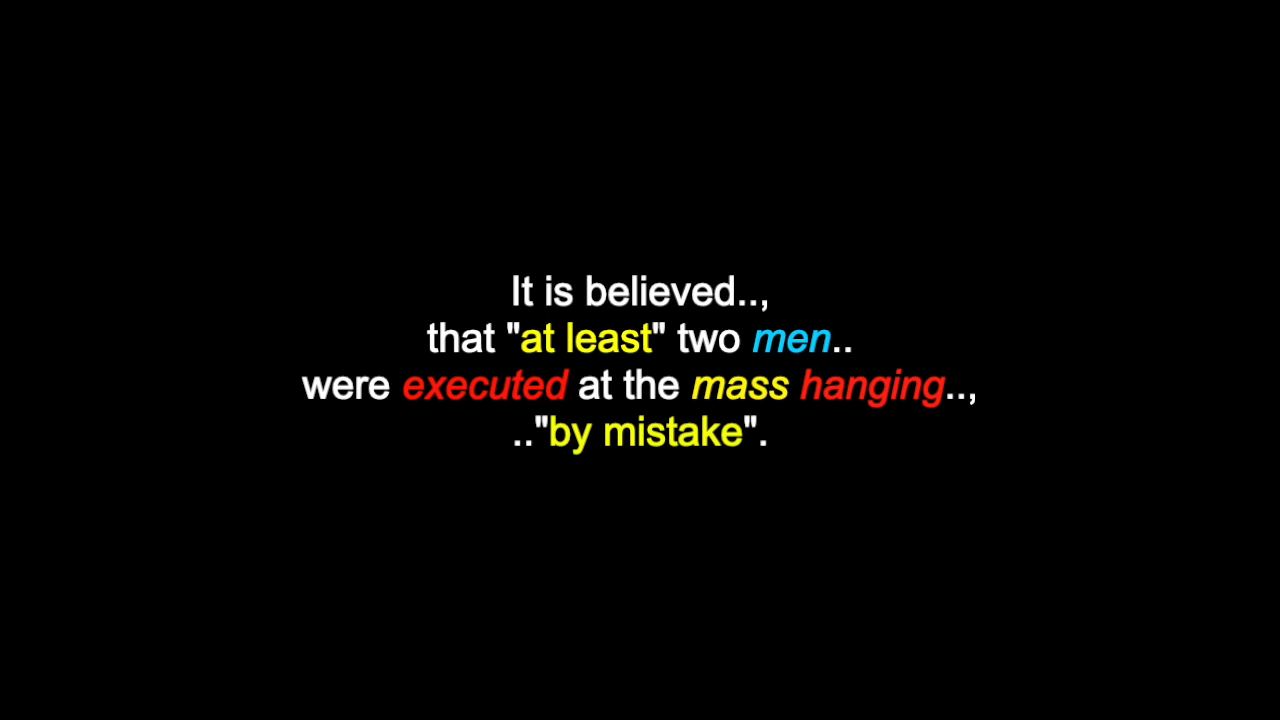 It is believed..,
that "at least" two men..
were executed at the mass hanging..,
.."by mistake".